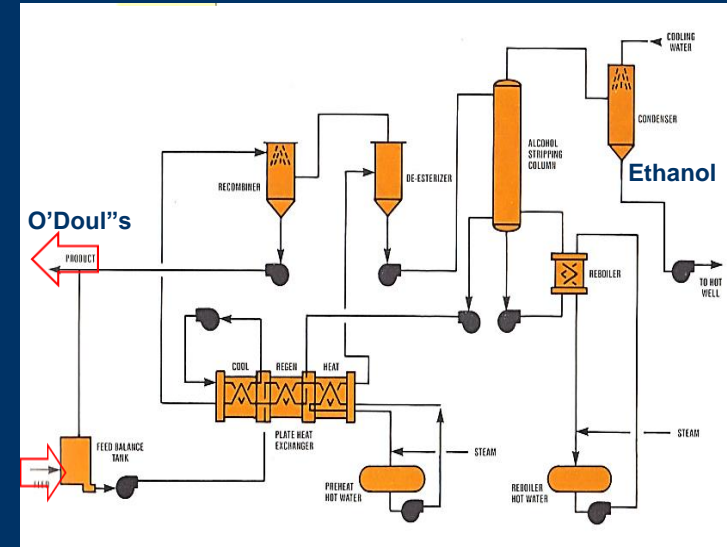 COOLING
WATER
CONDENSER
ALCOHOL
STRIPPING
COLUMN
Ethanol
RECOMBINER
DE-ESTERIZER
O'Doul"s
PRODUCT
REBOILER
TO HOT
WELL
COOL
REGEN
HEAT
PLATE HEAT
EXCHANGER
FEED BALANCE
TANK
STEAM
STEAM
PREHEAT
HOT WATER
REBOILER
HOT WATER
FEED